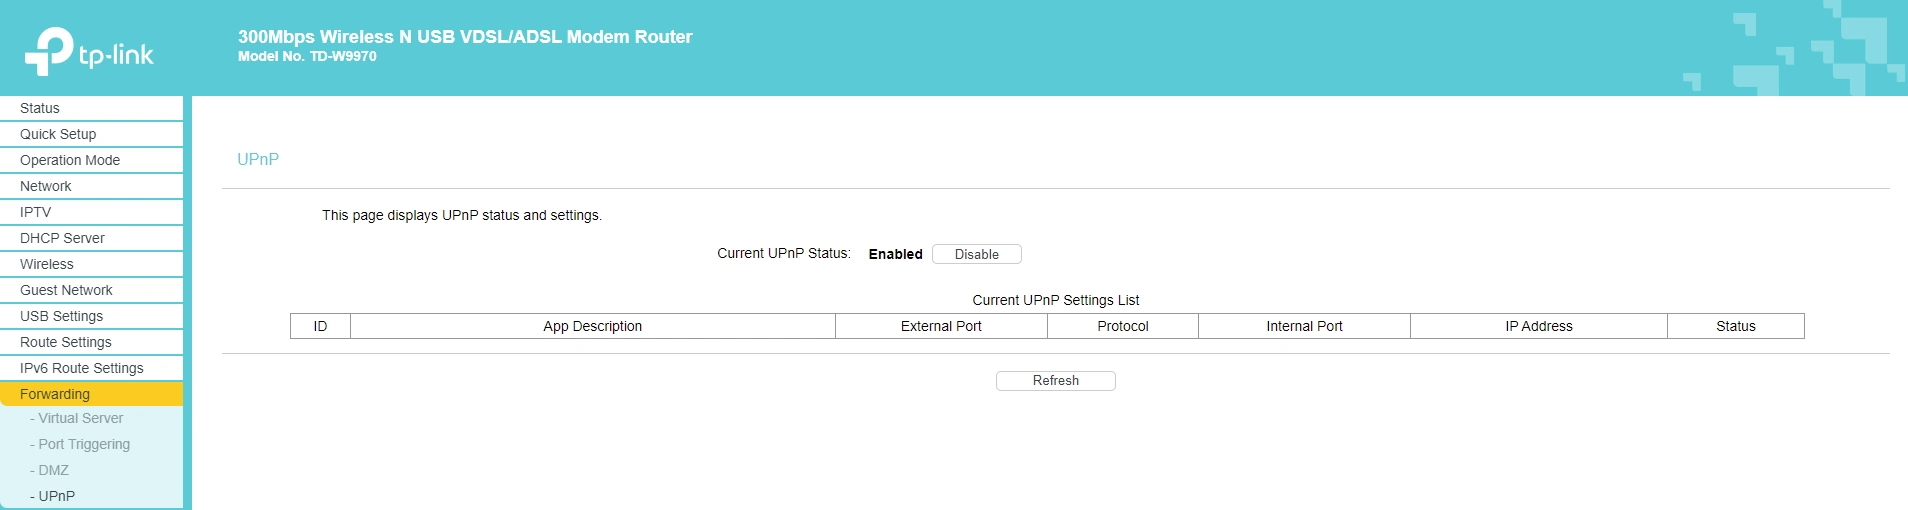 tp-link
300Mbps Wireless N USB VDSL/ADSL Modem Router
Model No. TD-W9970
Status
Quick Setup
Operation Mode
Network
IPTV
DHCP Server
Wireless
Guest Network
USB Settings
Route Settings
IPv6 Route Settings
Forwarding
- Virtual Server
- Port Triggering
- DMZ
- UPnP
UPnP
This page displays UPnP status and settings.
Current UPnP Status: Enabled Disable
Current UPnP Settings List
ID App Description External Port Protocol Internal Port IP Address Status
Refresh